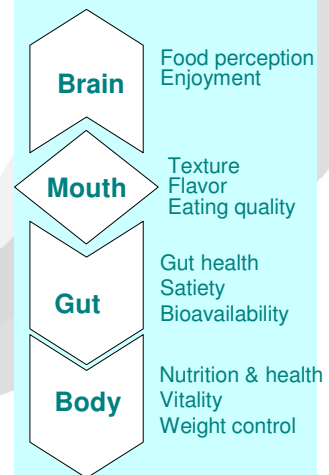 Brain
Food perception
Enjoyment
Mouth
Texture
Flavor
Eating quality
Gut
Gut health
Satiety
Bioavailability
Body
Nutrition & health
Vitality
Weight control